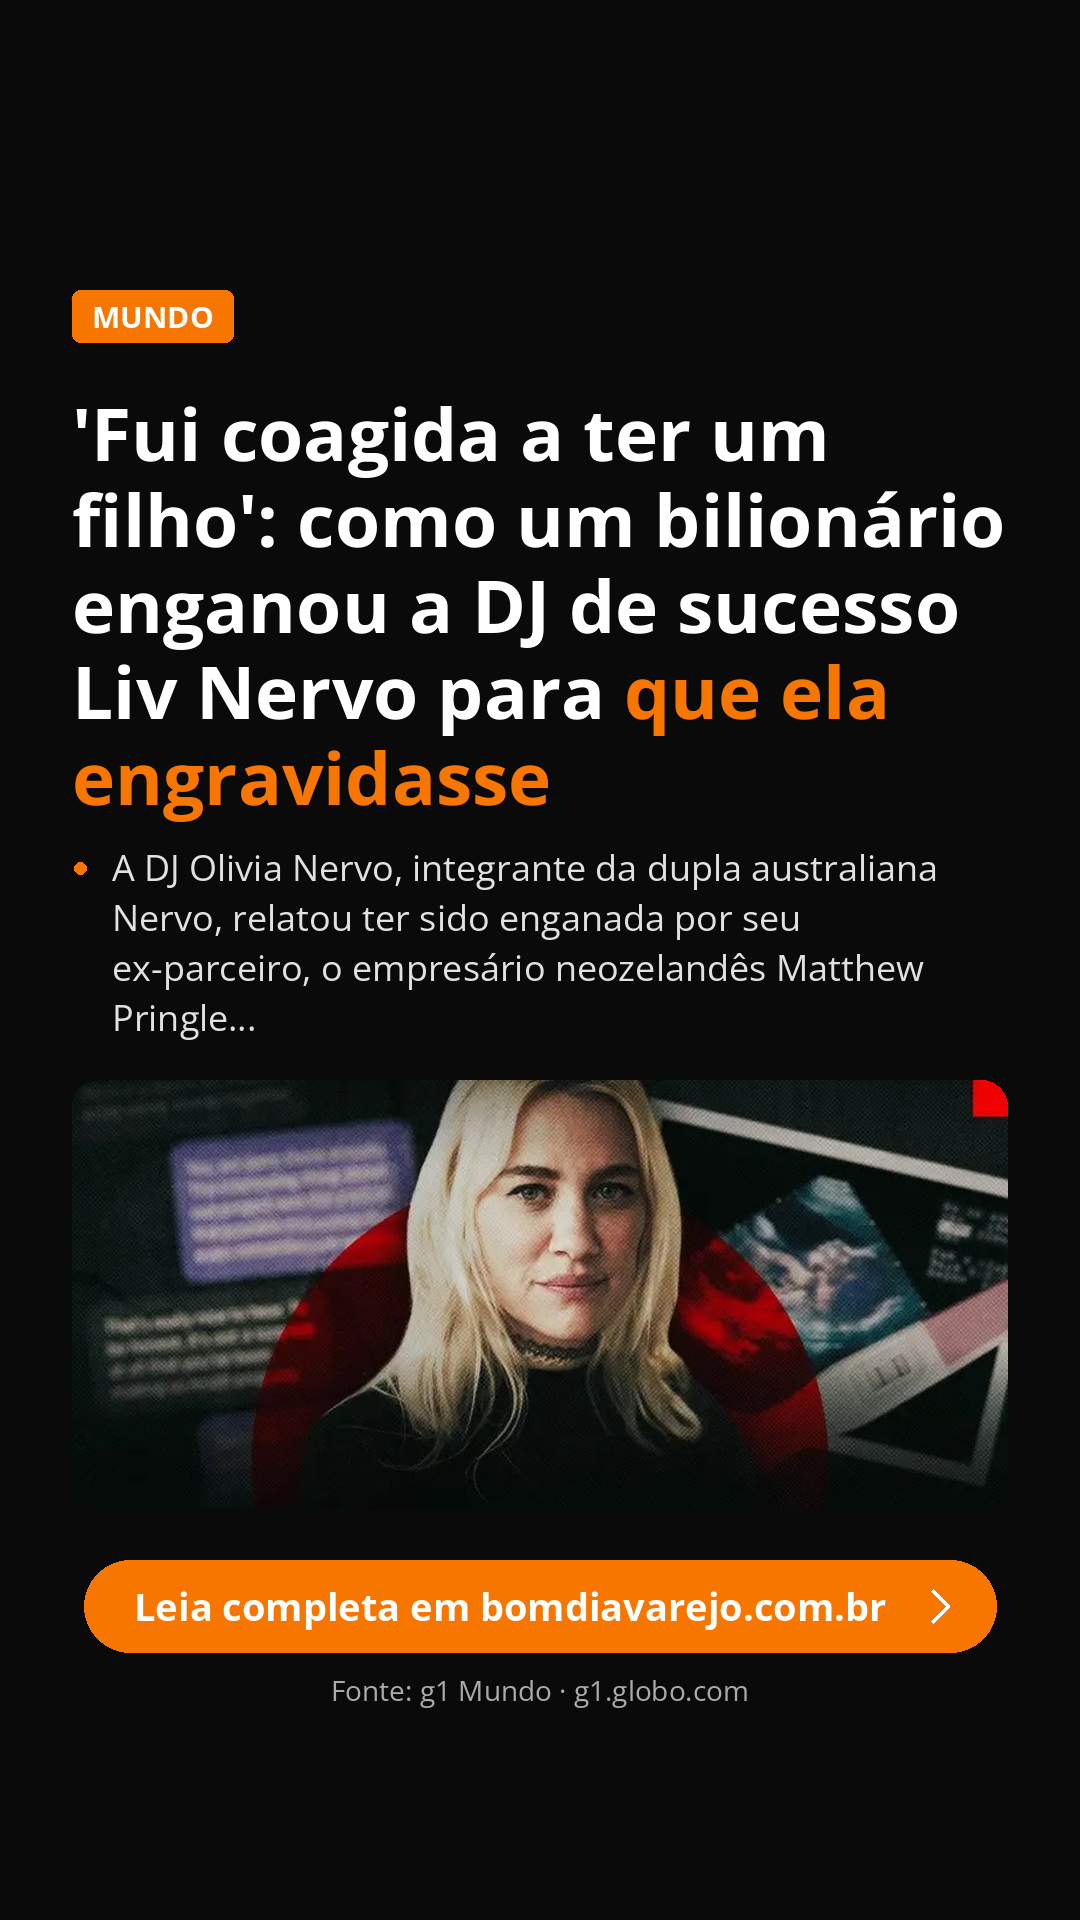 MUNDO
'Fui coagida a ter um
filho': como um bilionário
enganou a DJ de sucesso
Liv Nervo para que ela
engravidasse
• A DJ Olivia Nervo, integrante da dupla australiana
Nervo, relatou ter sido enganada por seu
ex-parceiro, o empresário neozelandês Matthew
Pringle...
Leia completa em bomdiavarejo.com.br
Fonte: g1 Mundo · g1.globo.com